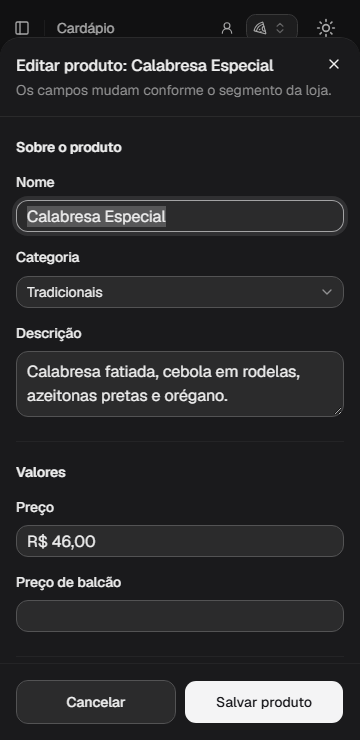 Cardápio
Editar produto: Calabresa Especial
Os campos mudam conforme o segmento da loja.
Sobre o produto
Nome
Calabresa Especial
Categoria
Tradicionais
Descrição
Calabresa fatiada, cebola em rodelas,
azeitonas pretas e orégano.
Valores
Preço
R$ 46,00
Preço de balcão
Cancelar
Salvar produto